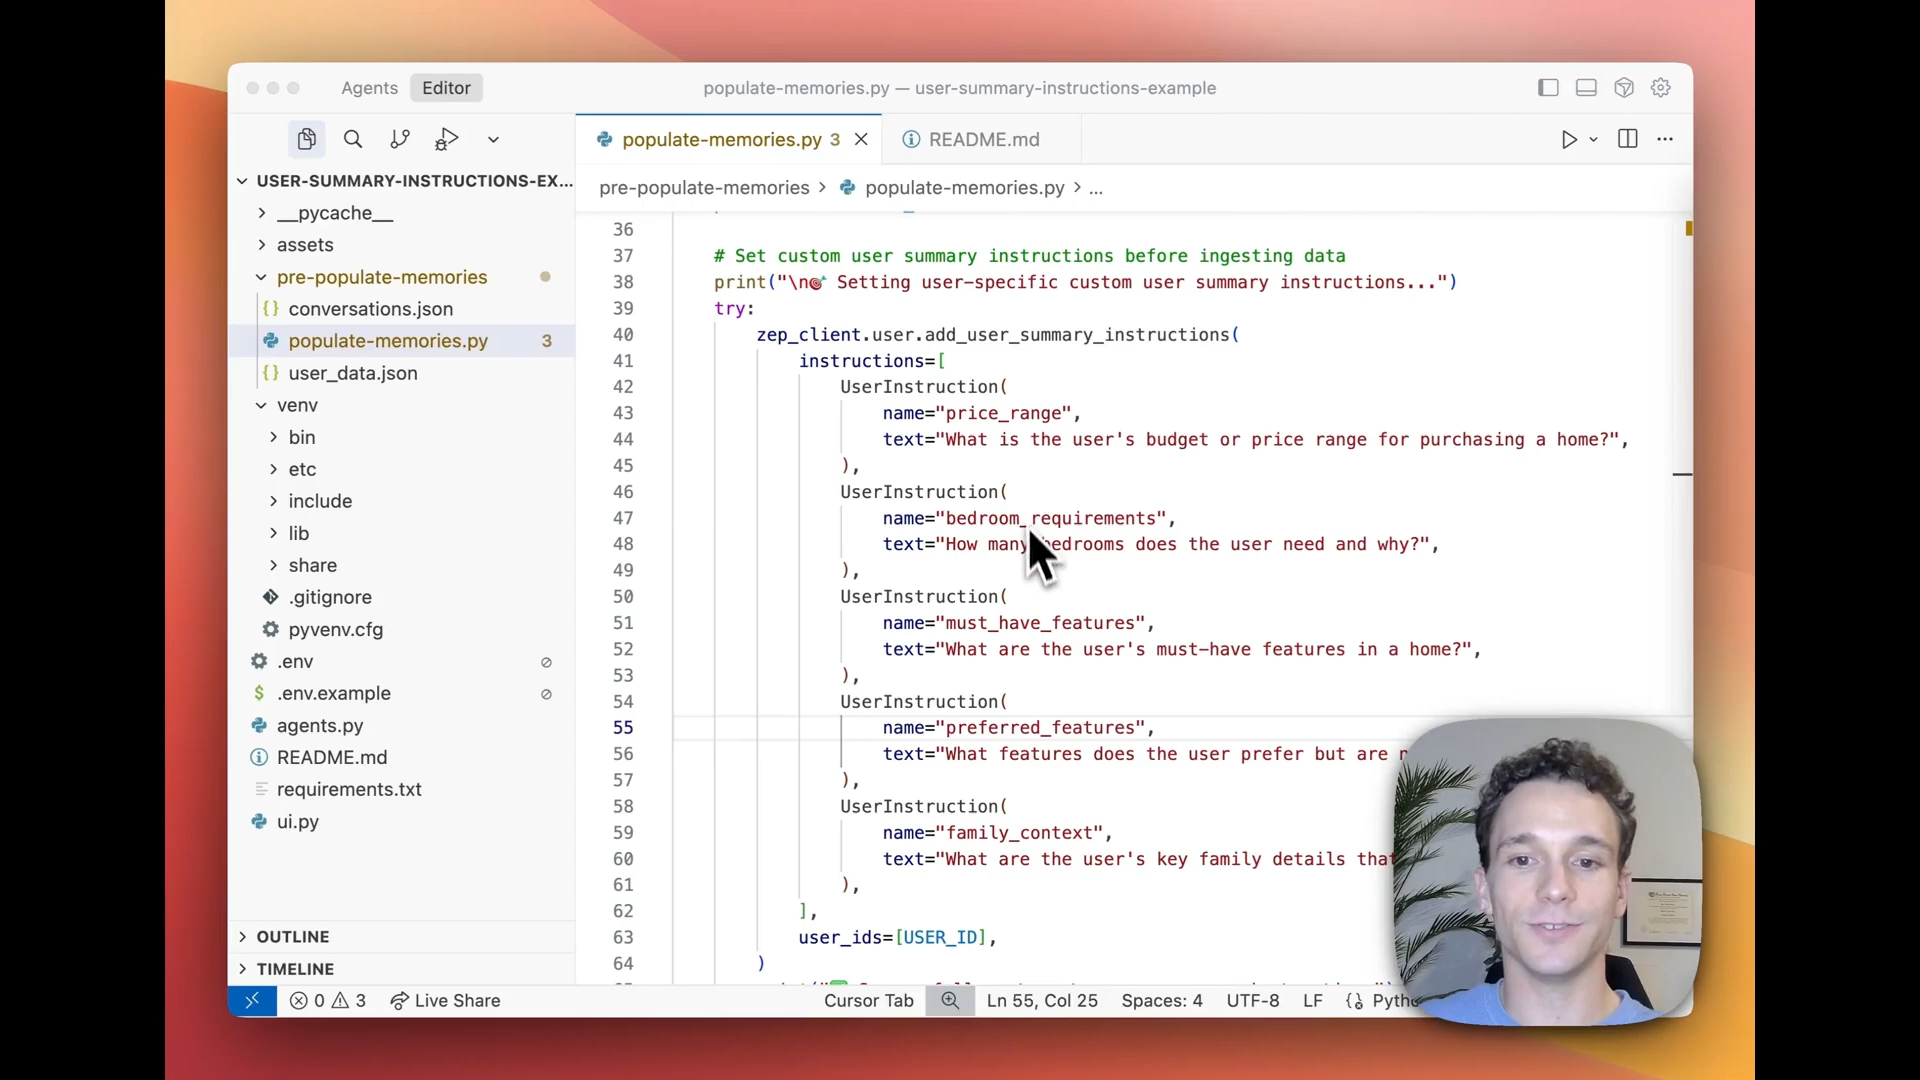 Agents
Editor
populate-memories.py — user-summary-instructions-example
populate-memories.py 3
README.md
USER-SUMMARY-INSTRUCTIONS-EX...
pre-populate-memories > populate-memories.py > ...
__pycache__
assets
pre-populate-memories
conversations.json
populate-memories.py 3
user_data.json
venv
bin
etc
include
lib
share
.gitignore
pyvenv.cfg
.env
.env.example
agents.py
README.md
requirements.txt
ui.py
OUTLINE
TIMELINE
36
37 # Set custom user summary instructions before ingesting data
38 print("\n🎯 Setting user-specific custom user summary instructions...")
39 try:
40 zep_client.user.add_user_summary_instructions(
41 instructions=[
42 UserInstruction(
43 name="price_range",
44 text="What is the user's budget or price range for purchasing a home?",
45 ),
46 UserInstruction(
47 name="bedroom_requirements",
48 text="How many bedrooms does the user need and why?",
49 ),
50 UserInstruction(
51 name="must_have_features",
52 text="What are the user's must-have features in a home?",
53 ),
54 UserInstruction(
55 name="preferred_features",
56 text="What features does the user prefer but are
57 ),
58 UserInstruction(
59 name="family_context",
60 text="What are the user's key family details that
61 ),
62 ],
63 user_ids=[USER_ID],
64 )
0 3 Live Share
Cursor Tab
Ln 55, Col 25
Spaces: 4
UTF-8
LF